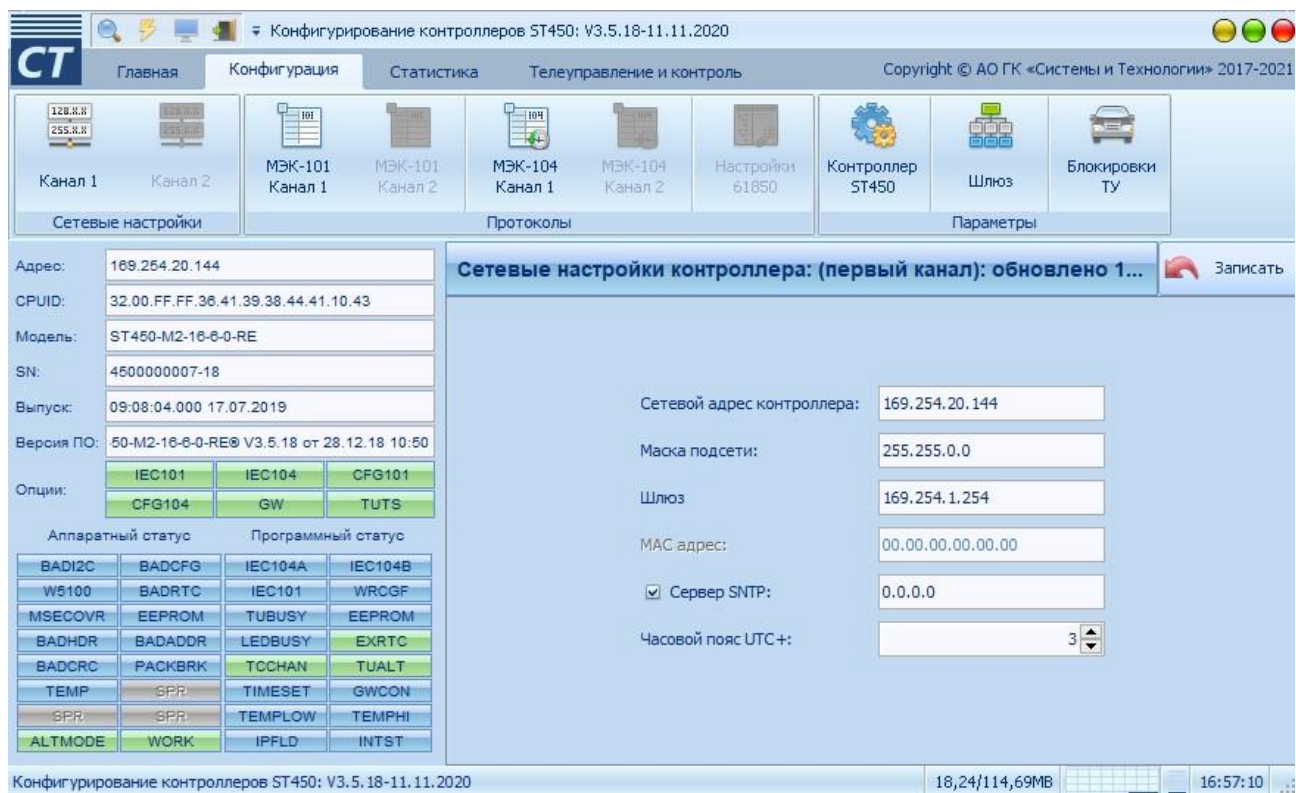 Конфигурирование контроллеров ST450: V3.5.18-11.11.2020
СТ
Главная Конфигурация Статистика Телеуправление и контроль Copyright © АО ГК «Системы и Технологии» 2017-2021
128.X.X
255.X.X
Канал 1
128.X.X
255.X.X
Канал 2
Сетевые настройки
101
МЭК-101
Канал 1
101
МЭК-101
Канал 2
104
МЭК-104
Канал 1
104
МЭК-104
Канал 2
Настройки
61850
Протоколы
Контроллер
ST450
Шлюз
Блокировки
ТУ
Параметры
Адрес: 169.254.20.144
CPUID: 32.00.FF.FF.36.41.39.38.44.41.10.43
Модель: ST450-M2-16-6-0-RE
SN: 4500000007-18
Выпуск: 09:08:04.000 17.07.2019
Версия ПО: 50-M2-16-6-0-RE® V3.5.18 от 28.12.18 10:50
Опции:
IEC101 IEC104 CFG101
CFG104 GW TUTS
Аппаратный статус Программный статус
BADI2C BADCFG IEC104A IEC104B
W5100 BADRTC IEC101 WRCGF
MSECOVR EEPROM TUBUSY EEPROM
BADHDR BADADDR LEDBUSY EXRTC
BADCRC PACKBRK TCCHAN TUALT
TEMP SPR TIMESET GWCON
SPR SPR TEMPLOW TEMPHI
ALTMODE WORK IPFLD INTST
Сетевые настройки контроллера: (первый канал): обновлено 1... Записать
Сетевой адрес контроллера: 169.254.20.144
Маска подсети: 255.255.0.0
Шлюз 169.254.1.254
MAC адрес: 00.00.00.00.00.00
Сервер SNTP: 0.0.0.0
Часовой пояс UTC+: 3
Конфигурирование контроллеров ST450: V3.5.18-11.11.2020 18,24/114,69MB 16:57:10